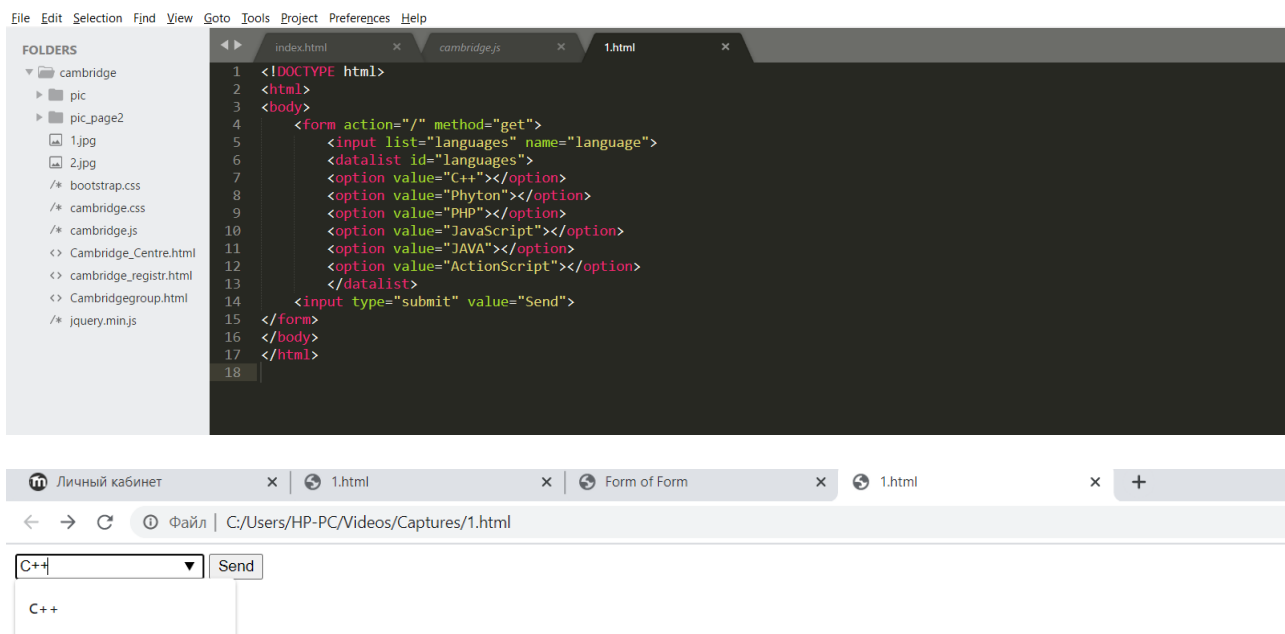 File Edit Selection Find View Goto Tools Project Preferences Help
FOLDERS
cambridge
pic
pic_page2
1.jpg
2.jpg
/* bootstrap.css
/* cambridge.css
/* cambridge.js
<> Cambridge_Centre.html
<> cambridge_registr.html
<> Cambridgegroup.html
/* jquery.min.js
index.html × cambridge.js × 1.html ×
1 <!DOCTYPE html>
2 <html>
3 <body>
4 <form action="/" method="get">
5 <input list="languages" name="language">
6 <datalist id="languages">
7 <option value="C++"></option>
8 <option value="Phyton"></option>
9 <option value="PHP"></option>
10 <option value="JavaScript"></option>
11 <option value="JAVA"></option>
12 <option value="ActionScript"></option>
13 </datalist>
14 <input type="submit" value="Send">
15 </form>
16 </body>
17 </html>
18
Личный кабинет × 1.html × Form of Form × 1.html × +
Файл | C:/Users/HP-PC/Videos/Captures/1.html
C++ Send
C++